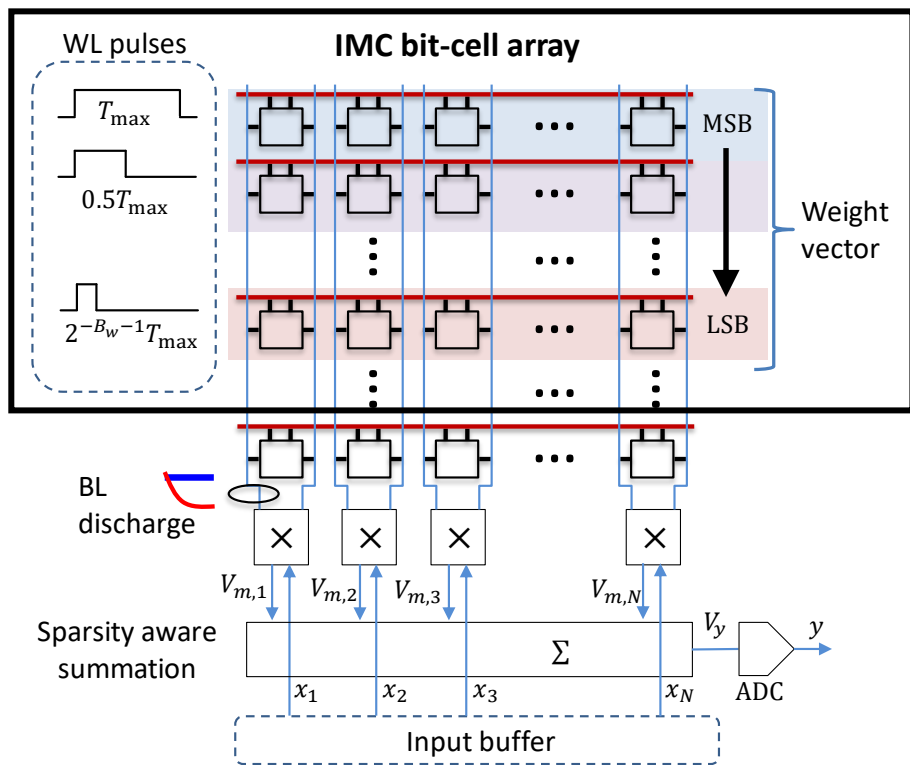 WL pulses
IMC bit-cell array
T_max
0.5T_max
2^{-B_w-1}T_max
MSB
LSB
Weight
vector
BL
discharge
× × × ×
V_{m,1} V_{m,2} V_{m,3} V_{m,N}
Sparsity aware
summation
Σ
V_y
y
ADC
x_1 x_2 x_3 x_N
Input buffer